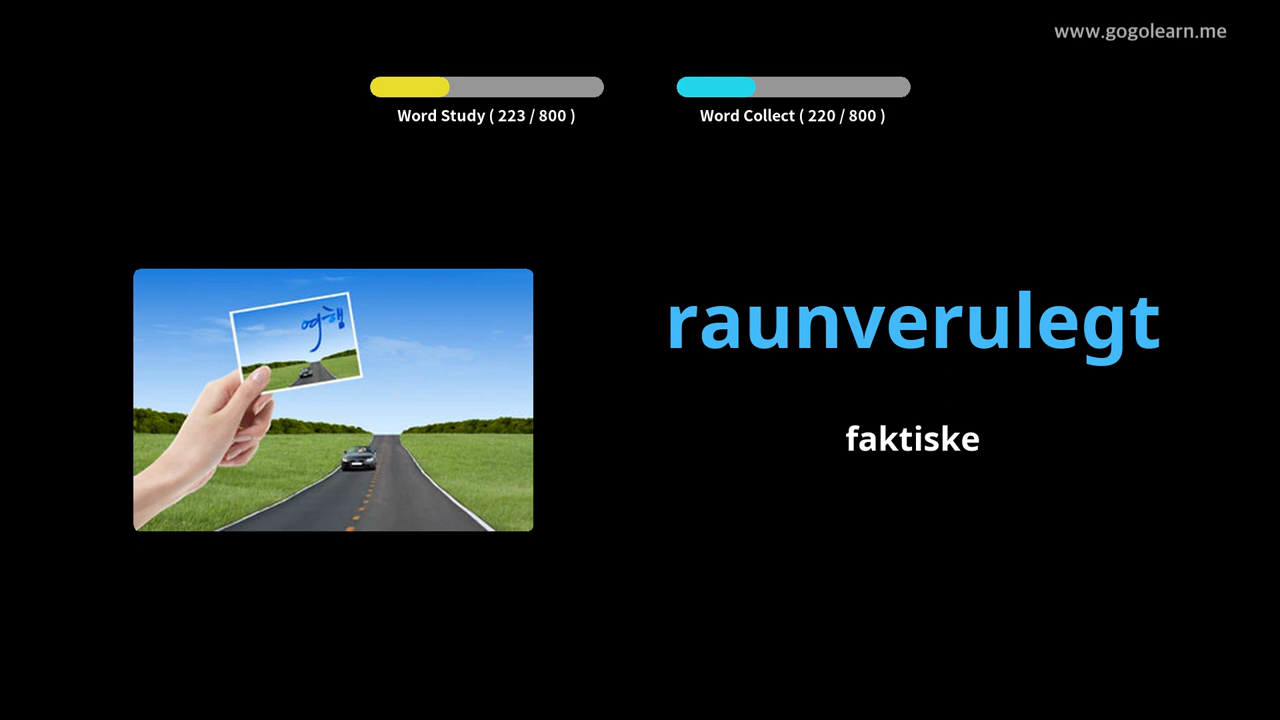 www.gogolearn.me
Word Study ( 223 / 800 )
Word Collect ( 220 / 800 )
여행
raunverulegt
faktiske